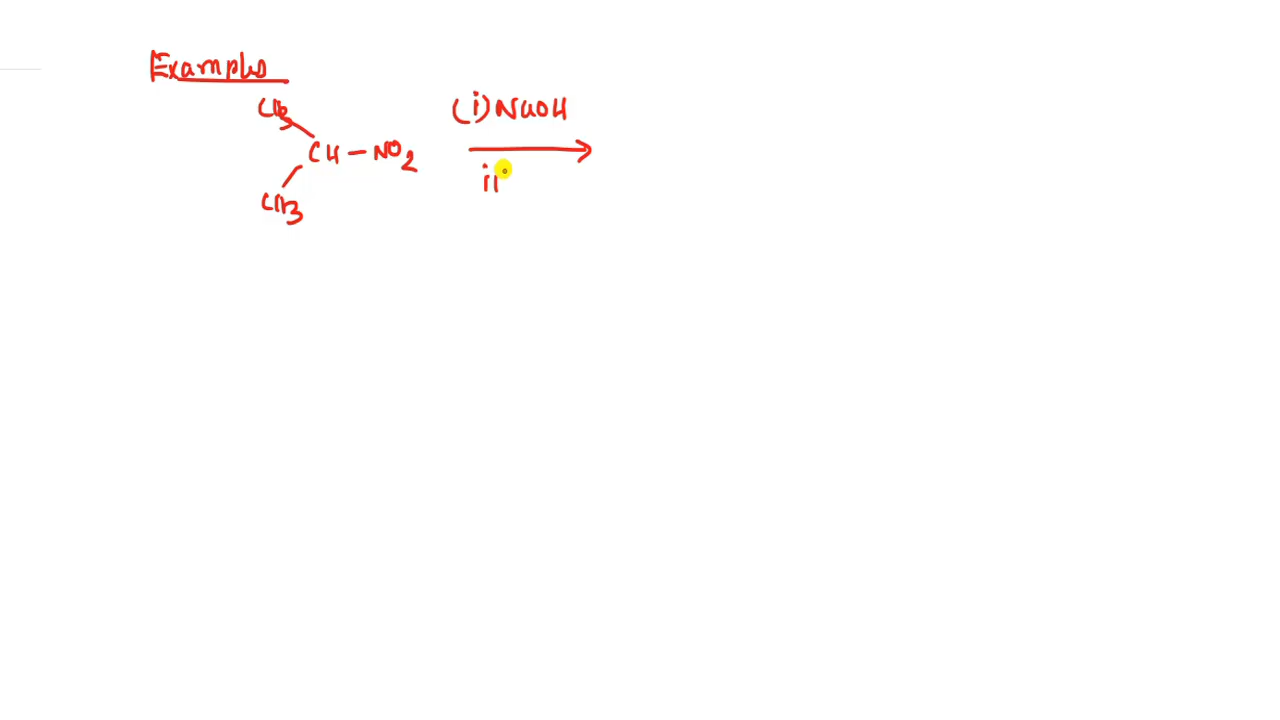 Examples
CH3
(i) NaOH
CH - NO2
ii
CH3